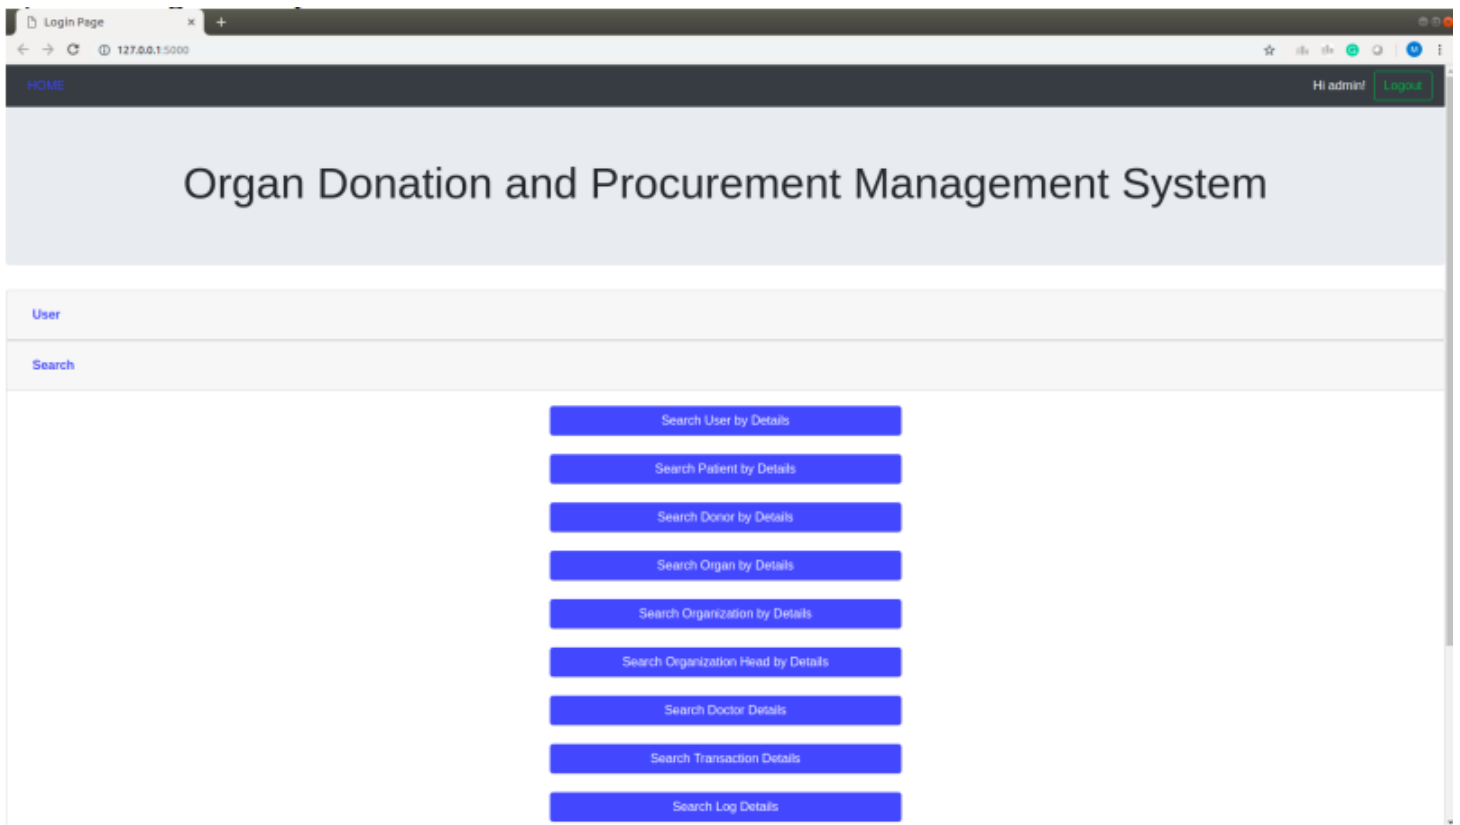 Login Page
127.0.0.1:5000
HOME
Hi admin! Logout
Organ Donation and Procurement Management System
User
Search
Search User by Details
Search Patient by Details
Search Donor by Details
Search Organ by Details
Search Organization by Details
Search Organization Head by Details
Search Doctor Details
Search Transaction Details
Search Log Details